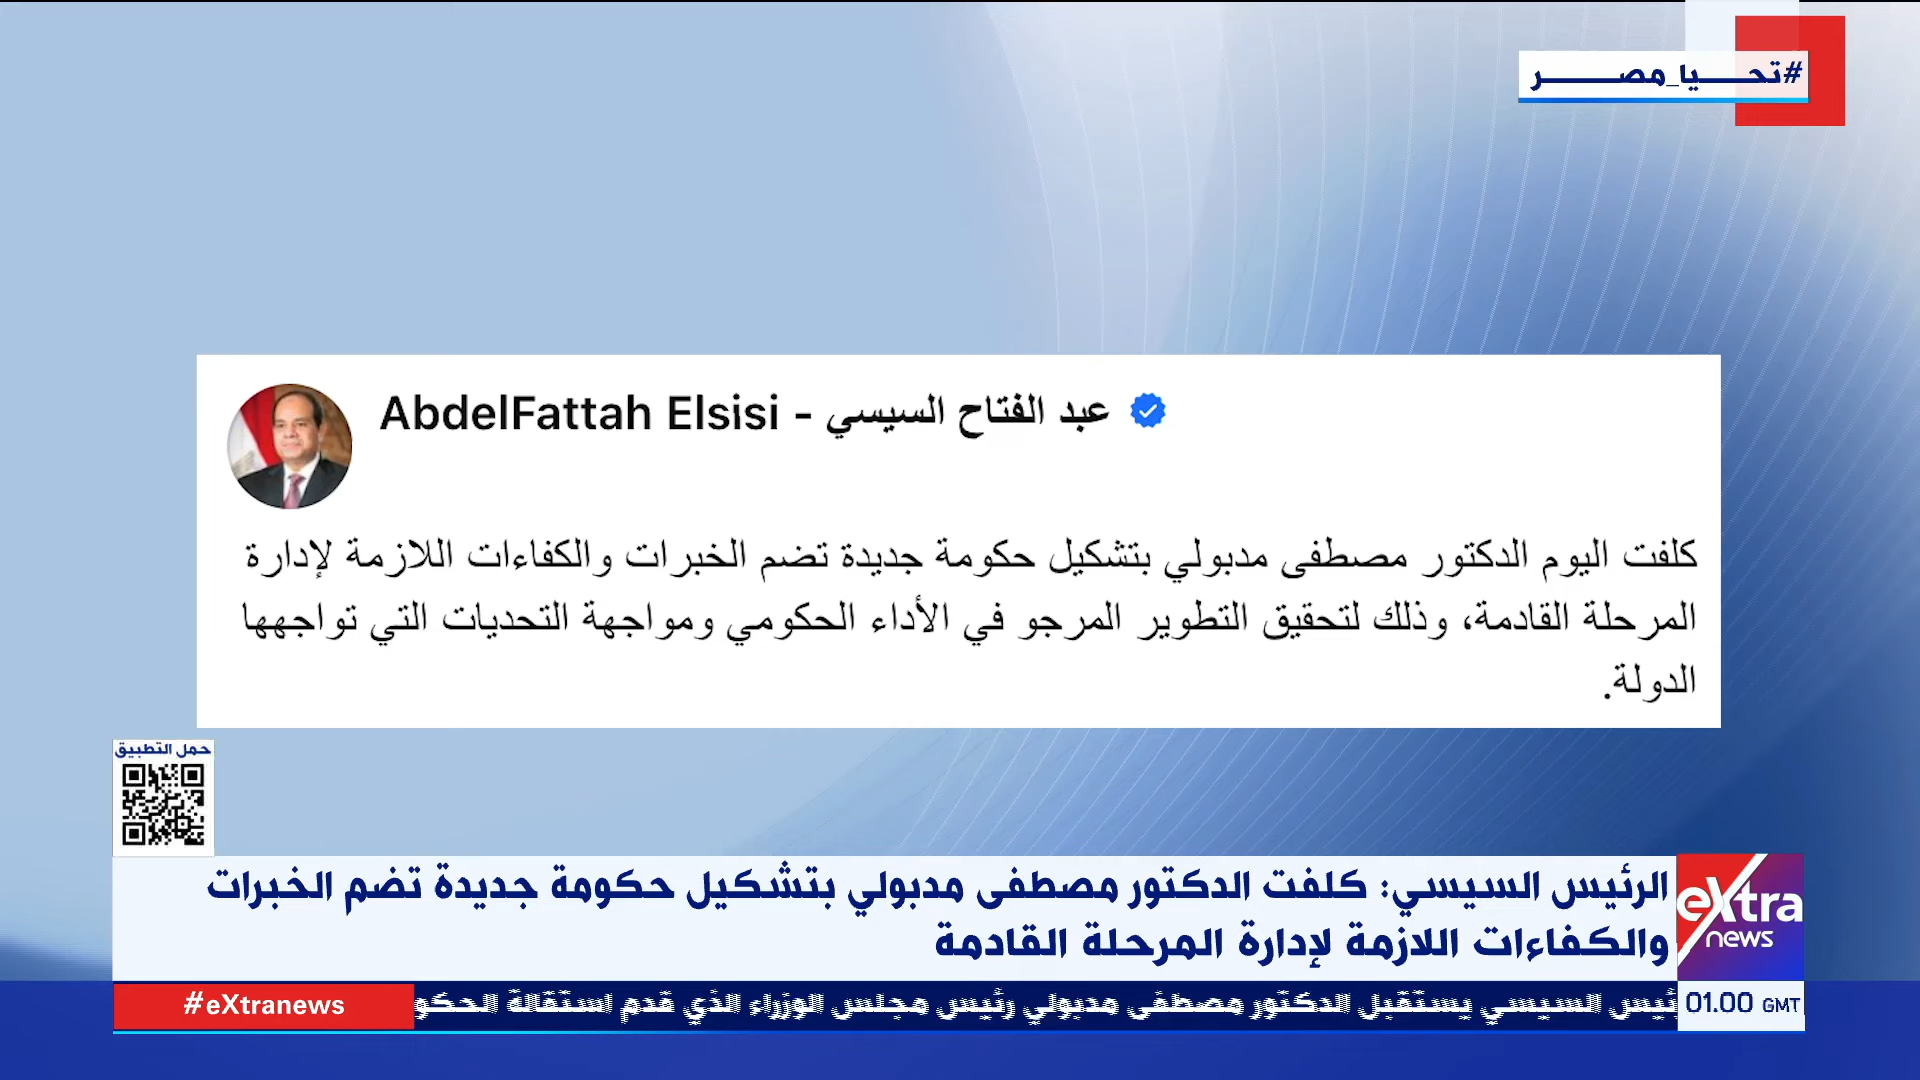 #تحيا_مصر
AbdelFattah Elsisi - عبد الفتاح السيسي
كلفت اليوم الدكتور مصطفى مدبولي بتشكيل حكومة جديدة تضم الخبرات والكفاءات اللازمة لإدارة
المرحلة القادمة، وذلك لتحقيق التطوير المرجو في الأداء الحكومي ومواجهة التحديات التي تواجهها
الدولة.
حمل التطبيق
الرئيس السيسي: كلفت الدكتور مصطفى مدبولي بتشكيل حكومة جديدة تضم الخبرات
والكفاءات اللازمة لإدارة المرحلة القادمة
eXtra
news
#eXtranews
السيسي يستقبل الدكتور مصطفى مدبولي رئيس مجلس الوزراء الذي قدم استقالة
01.00 GMT